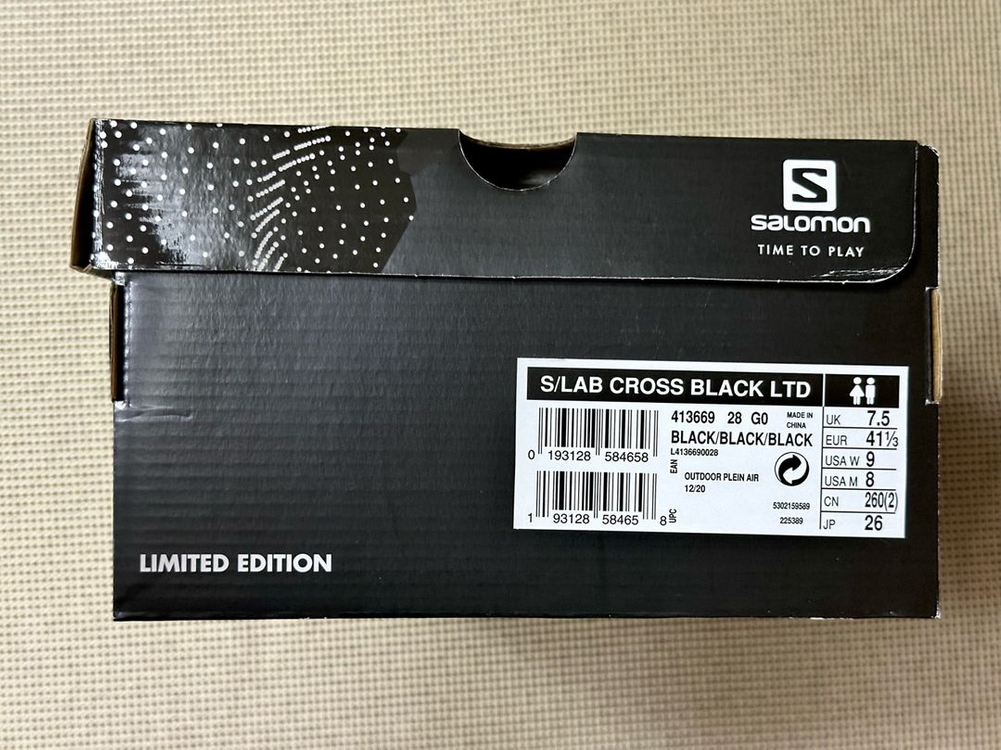 S
SALOMON
TIME TO PLAY
S/LAB CROSS BLACK LTD
413669 28 G0
MADE IN
CHINA
BLACK/BLACK/BLACK
L4136690028
0 193128 584658
EAN
OUTDOOR PLEIN AIR
12/20
5302159589
225389
1 93128 58465 8
UPC
UK 7.5
EUR 41⅓
USA W 9
USA M 8
CN 260(2)
JP 26
LIMITED EDITION